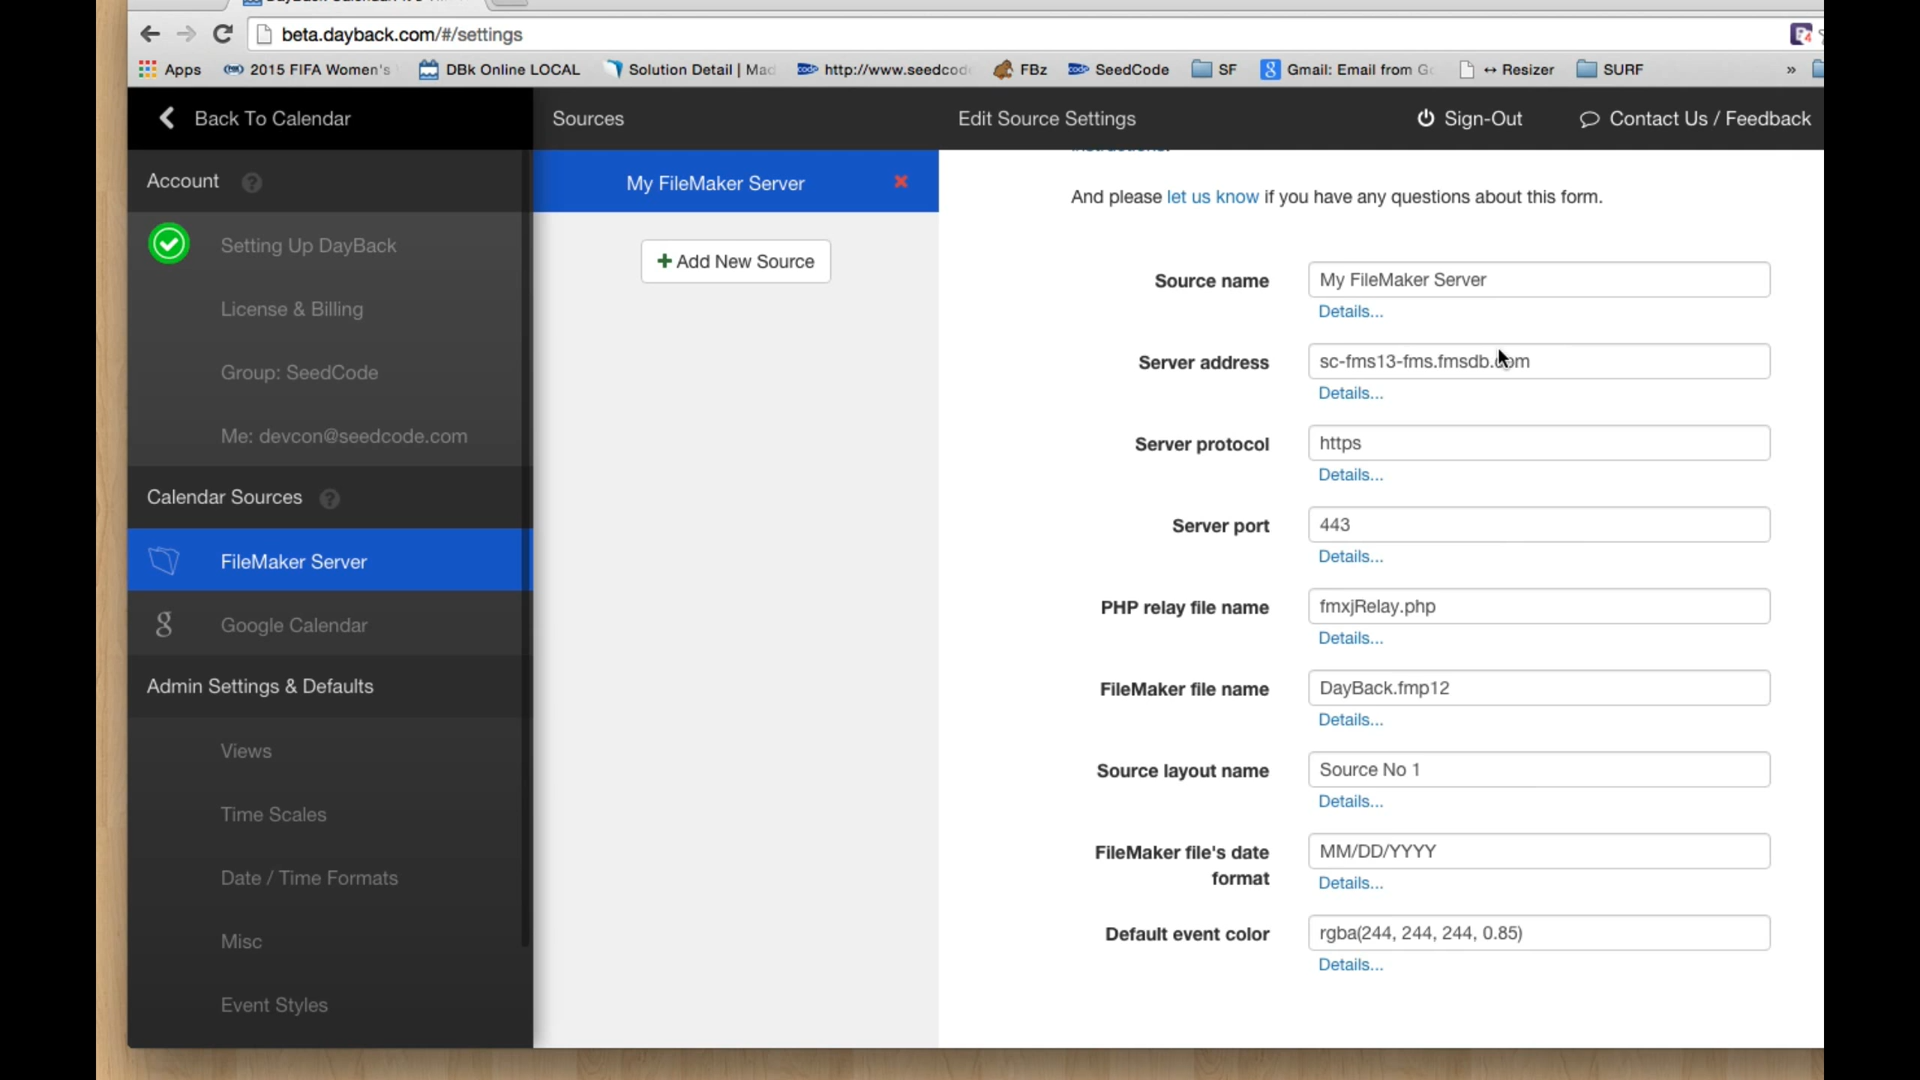 beta.dayback.com/#/settings
Apps 2015 FIFA Women's DBk Online LOCAL Solution Detail | Mad http://www.seedcod FBz SeedCode SF Gmail: Email from Go ↔ Resizer SURF »
Back To Calendar Sources Edit Source Settings Sign-Out Contact Us / Feedback
Account ?
Setting Up DayBack
License & Billing
Group: SeedCode
Me: devcon@seedcode.com
Calendar Sources ?
FileMaker Server
Google Calendar
Admin Settings & Defaults
Views
Time Scales
Date / Time Formats
Misc
Event Styles
My FileMaker Server
Add New Source
And please let us know if you have any questions about this form.
Source name My FileMaker Server
Details...
Server address sc-fms13-fms.fmsdb.com
Details...
Server protocol https
Details...
Server port 443
Details...
PHP relay file name fmxjRelay.php
Details...
FileMaker file name DayBack.fmp12
Details...
Source layout name Source No 1
Details...
FileMaker file's date
format MM/DD/YYYY
Details...
Default event color rgba(244, 244, 244, 0.85)
Details...